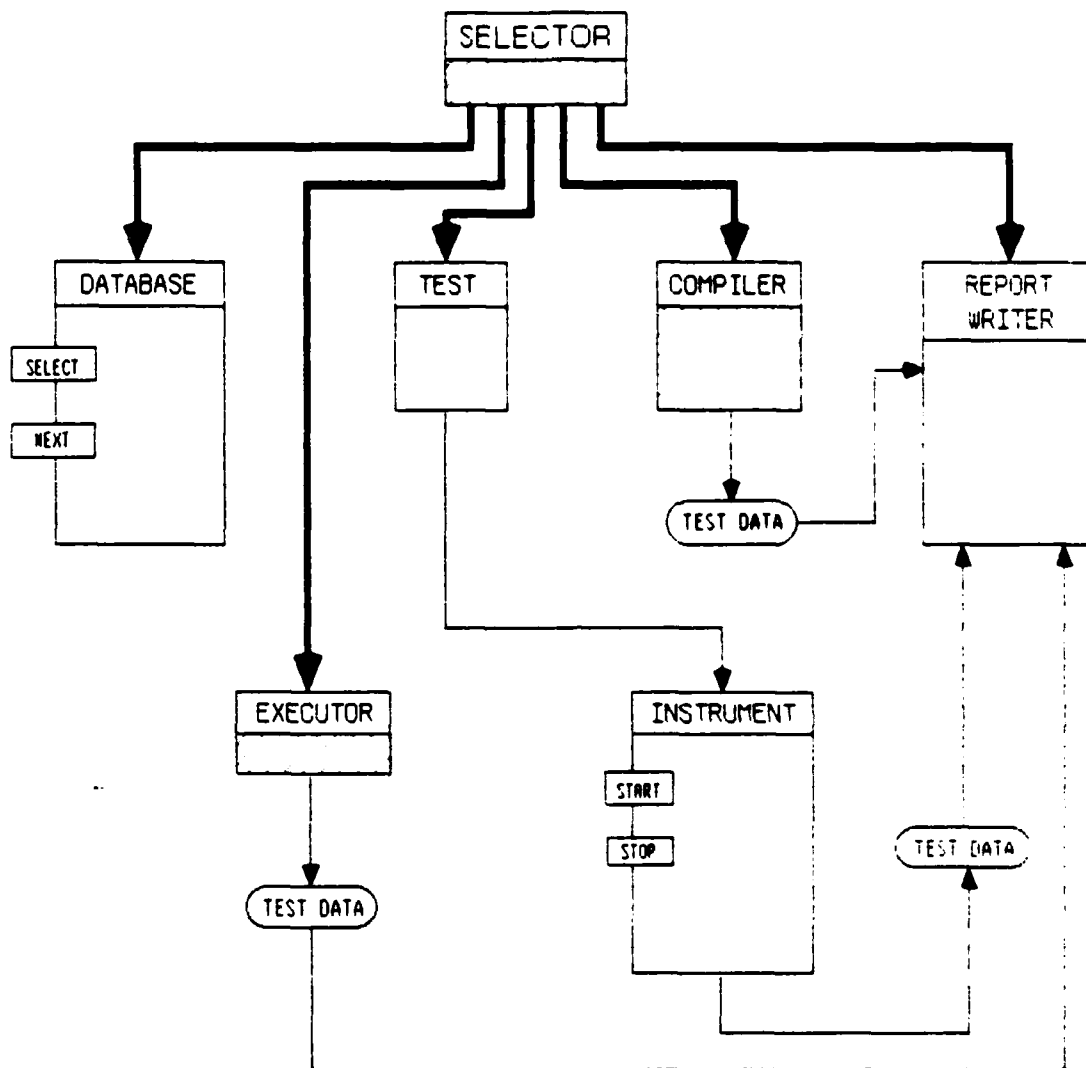 SELECTOR
DATABASE
TEST
COMPILER
REPORT
WRITER
SELECT
NEXT
TEST DATA
EXECUTOR
INSTRUMENT
START
STOP
TEST DATA
TEST DATA